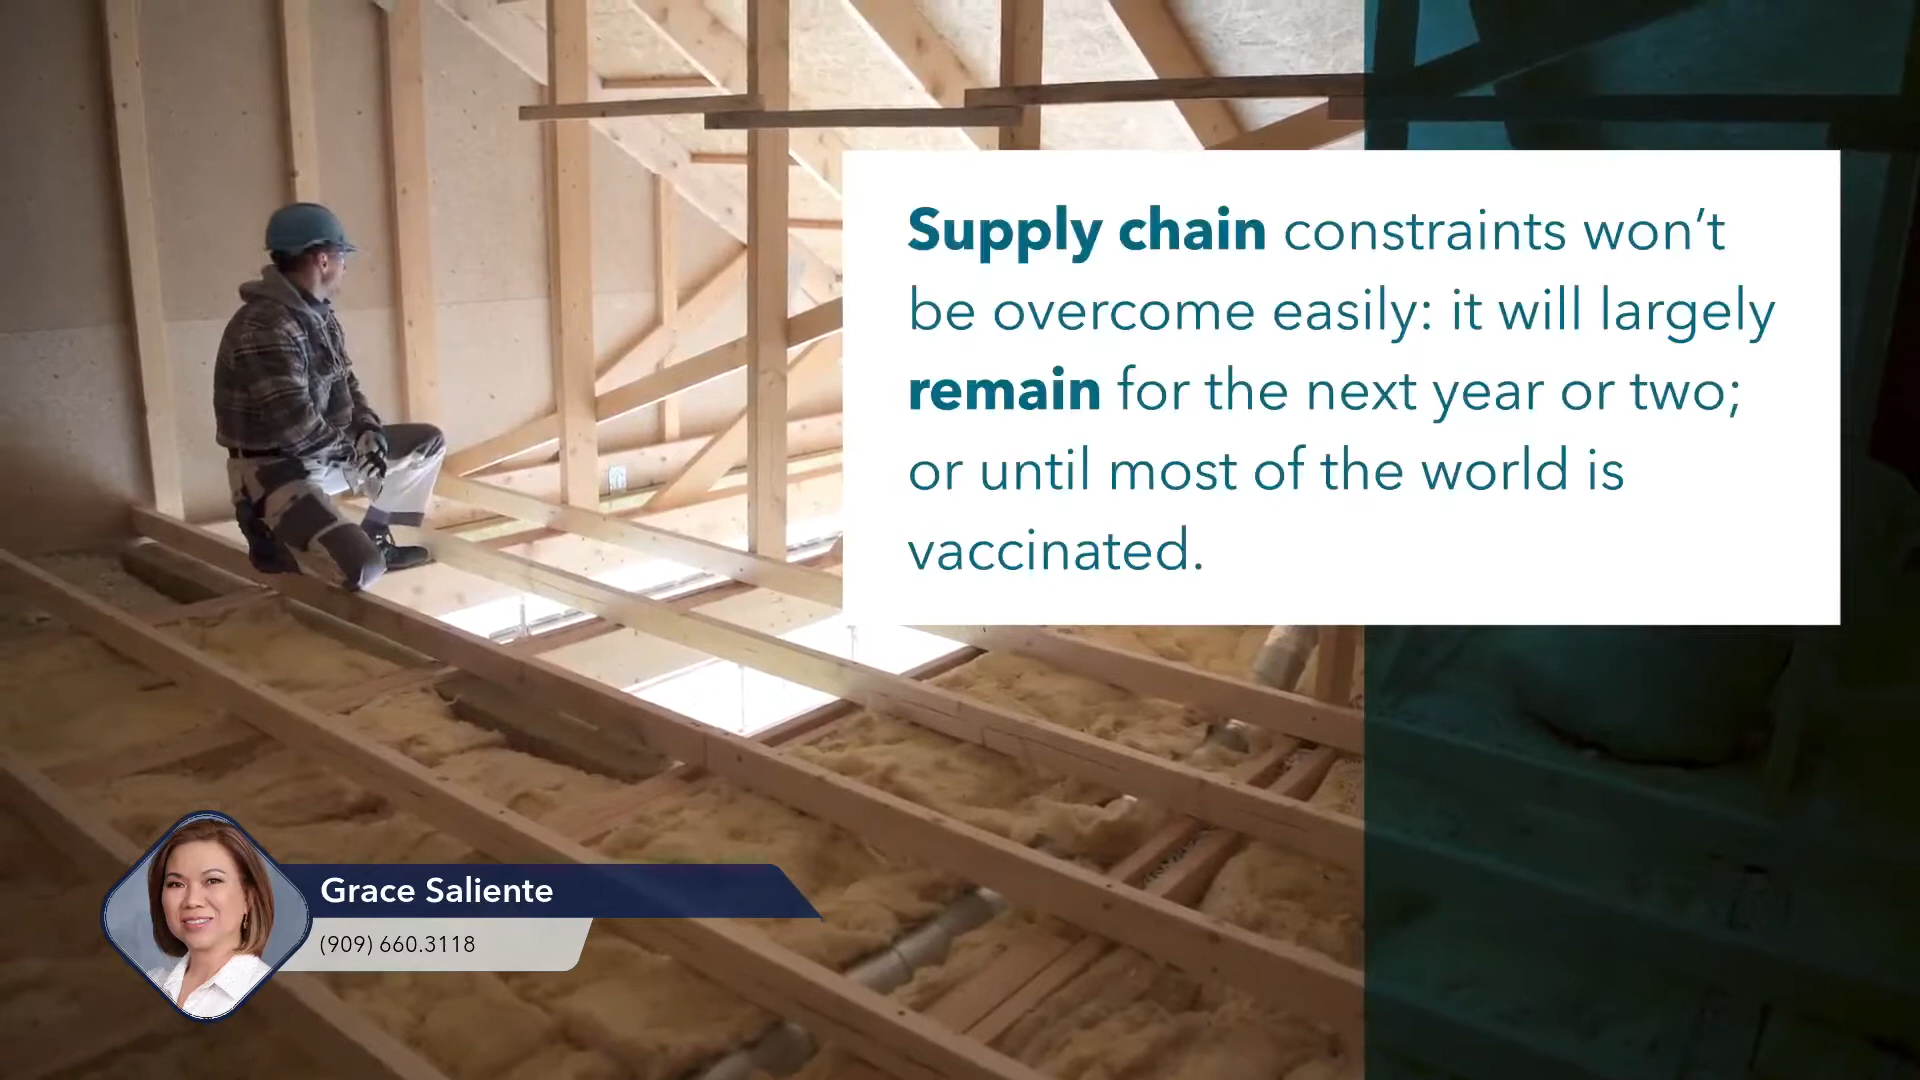 Supply chain constraints won’t
be overcome easily: it will largely
remain for the next year or two;
or until most of the world is
vaccinated.
Grace Saliente
(909) 660.3118